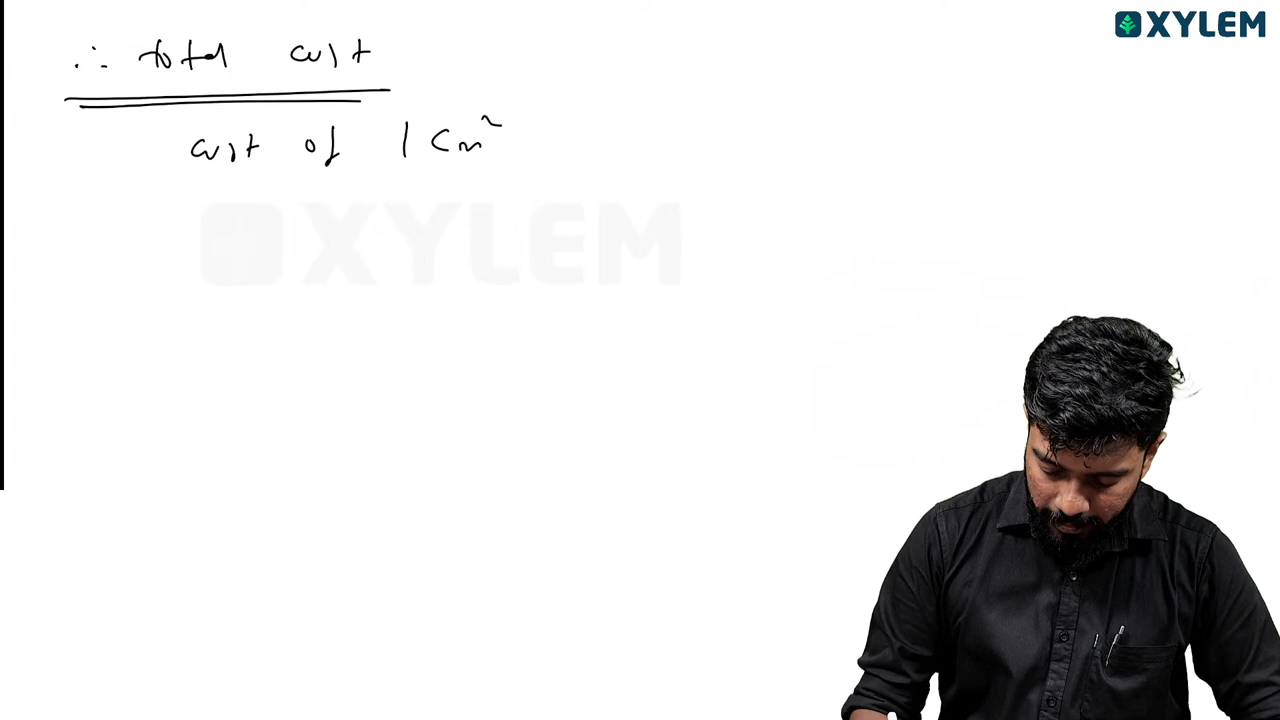 XYLEM
∴ total cost
cost of 1 cm²
XYLEM